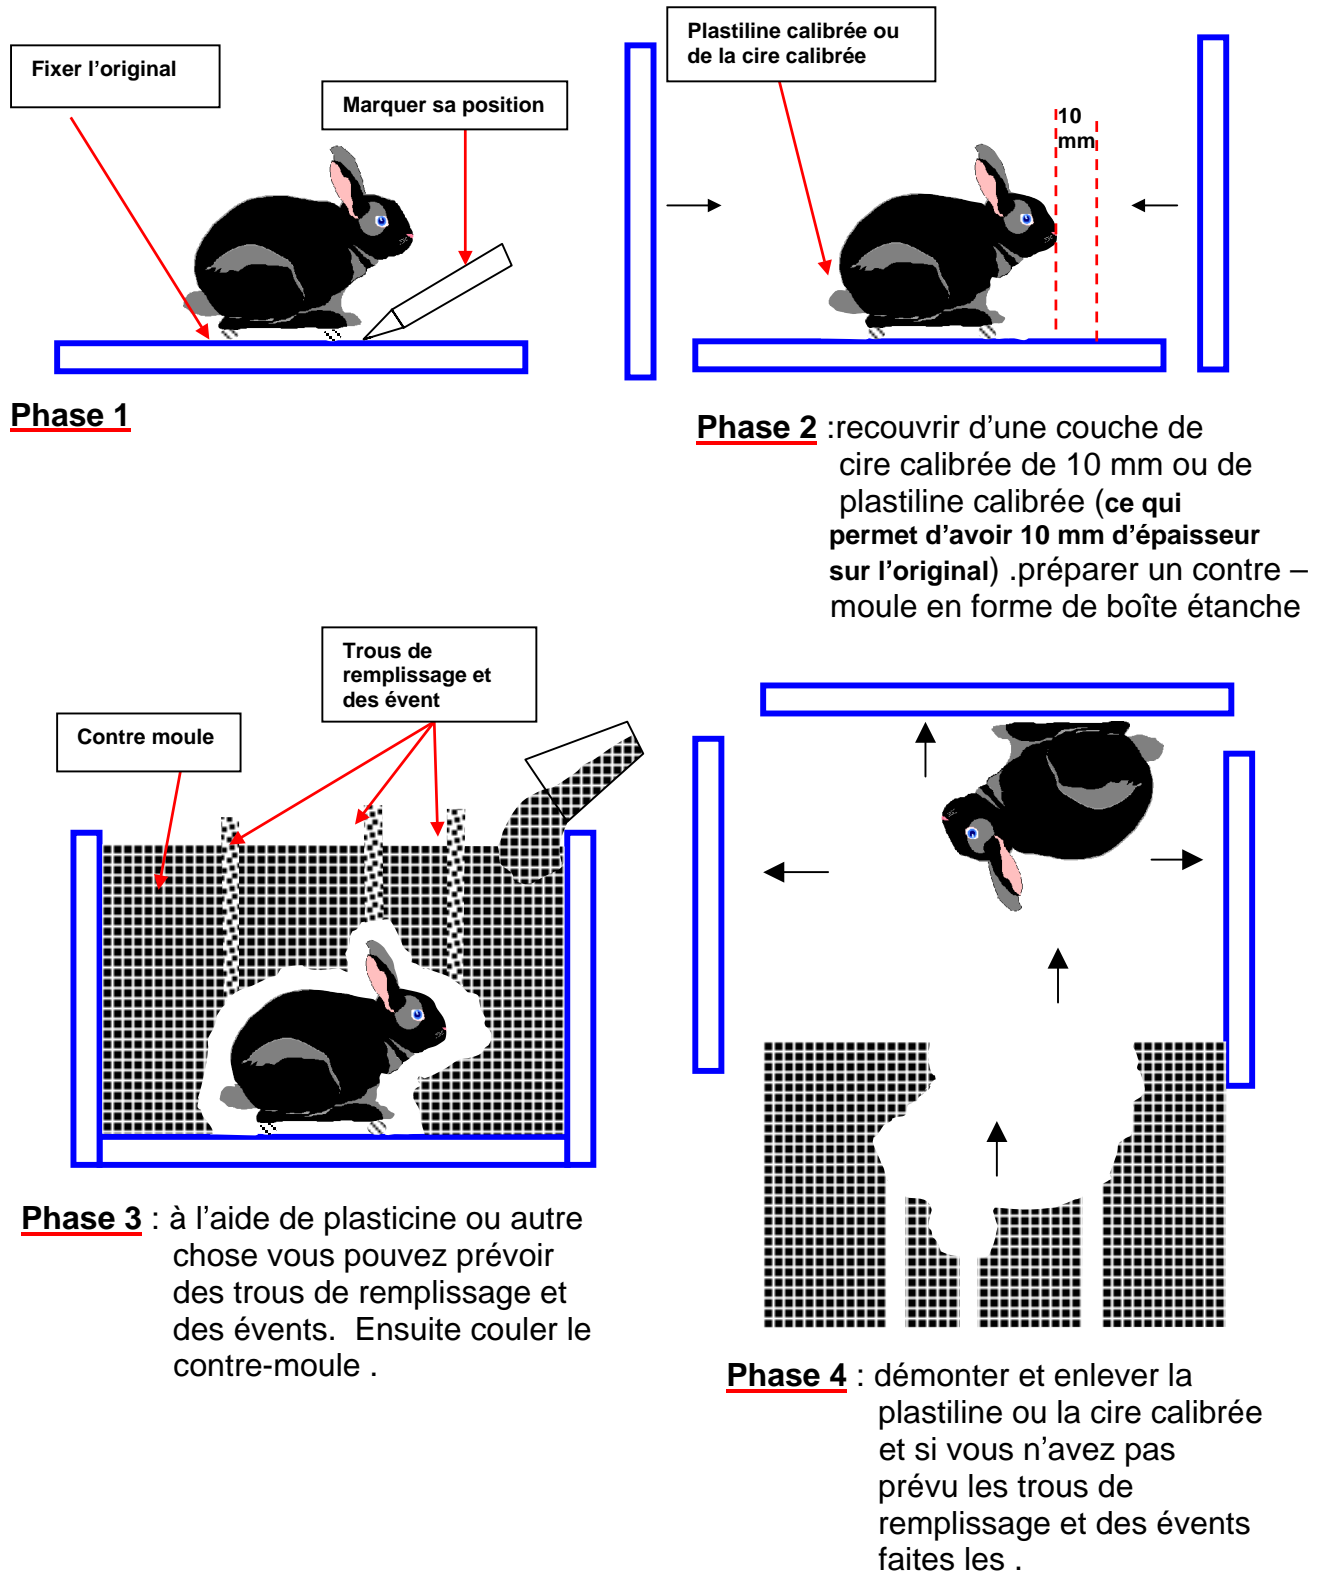 Fixer l’original
Marquer sa position
Phase 1
Plastiline calibrée ou
de la cire calibrée
10
mm
Phase 2 :recouvrir d’une couche de
cire calibrée de 10 mm ou de
plastiline calibrée (ce qui
permet d’avoir 10 mm d’épaisseur
sur l’original) .préparer un contre –
moule en forme de boîte étanche
Trous de
remplissage et
des évent
Contre moule
Phase 3 : à l’aide de plasticine ou autre
chose vous pouvez prévoir
des trous de remplissage et
des évents. Ensuite couler le
contre-moule .
Phase 4 : démonter et enlever la
plastiline ou la cire calibrée
et si vous n’avez pas
prévu les trous de
remplissage et des évents
faites les .